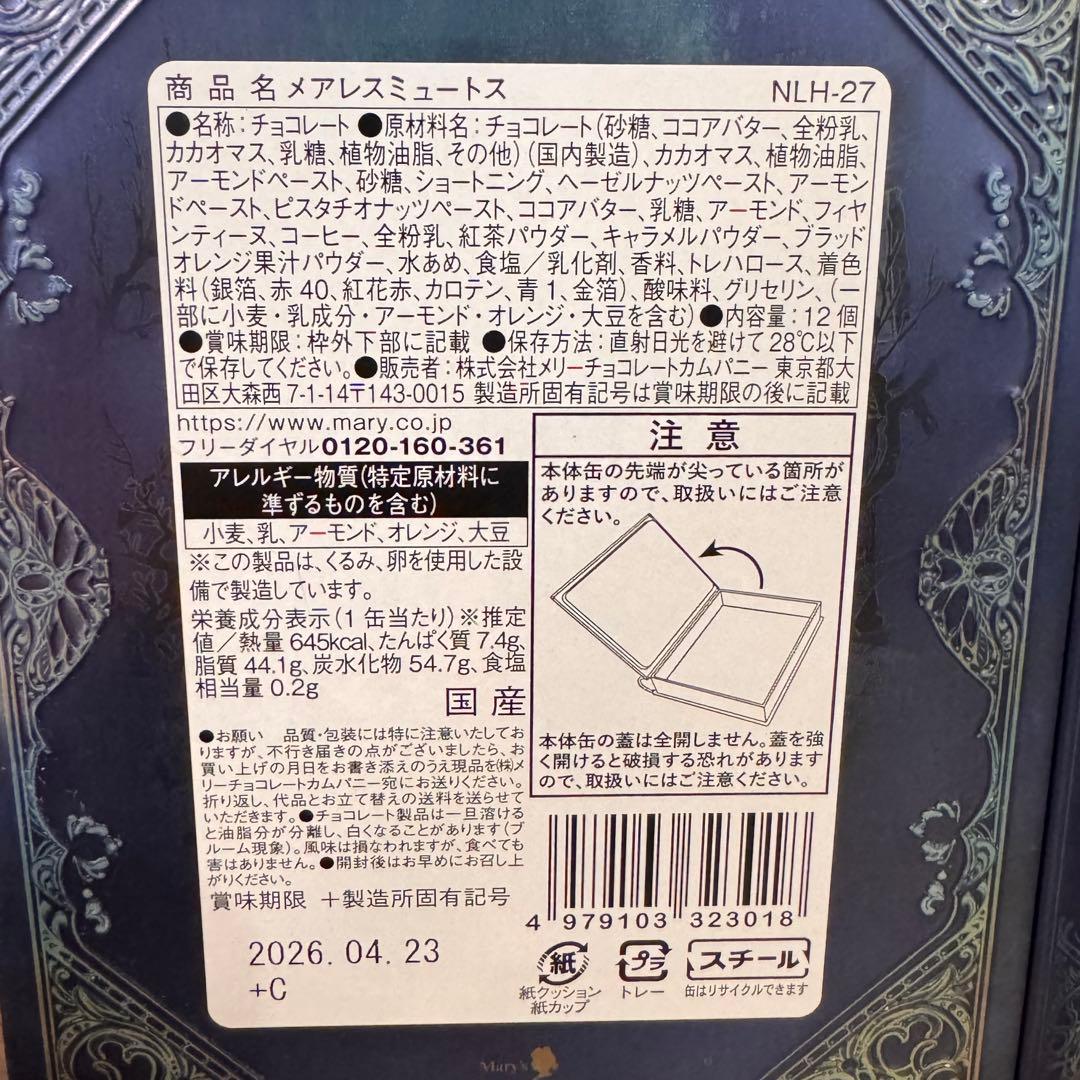 商品名 メアレスミュートス NLH-27
●名称：チョコレート ●原材料名：チョコレート（砂糖、ココアバター、全粉乳、
カカオマス、乳糖、植物油脂、その他）（国内製造）、カカオマス、植物油脂、
アーモンドペースト、砂糖、ショートニング、ヘーゼルナッツペースト、アーモン
ドペースト、ピスタチオナッツペースト、ココアバター、乳糖、アーモンド、フィヤ
ンティーヌ、コーヒー、全粉乳、紅茶パウダー、キャラメルパウダー、ブラッド
オレンジ果汁パウダー、水あめ、食塩／乳化剤、香料、トレハロース、着色
料（銀箔、赤40、紅花赤、カロテン、青1、金箔）、酸味料、グリセリン、（一
部に小麦・乳成分・アーモンド・オレンジ・大豆を含む）●内容量：12個
●賞味期限：枠外下部に記載 ●保存方法：直射日光を避けて28℃以下
で保存してください。●販売者：株式会社メリーチョコレートカムパニー 東京都大
田区大森西7-1-14〒143-0015 製造所固有記号は賞味期限の後に記載
https://www.mary.co.jp
フリーダイヤル0120-160-361
アレルギー物質（特定原材料に
準ずるものを含む）
小麦、乳、アーモンド、オレンジ、大豆
※この製品は、くるみ、卵を使用した設
備で製造しています。
栄養成分表示（1缶当たり）※推定
値／熱量 645kcal、たんぱく質 7.4g、
脂質 44.1g、炭水化物 54.7g、食塩
相当量 0.2g
国産
●お願い 品質・包装には特に注意いたしてお
りますが、不行き届きの点がございましたら、お
買い上げの月日をお書き添えのうえ現品を㈱メ
リーチョコレートカムパニー宛にお送りください。
折り返し、代品とお立て替えの送料を送らせて
いただきます。●チョコレート製品は一旦溶ける
と油脂分が分離し、白くなることがあります（ブ
ルーム現象）。風味は損なわれますが、食べても
害はありません。●開封後はお早めにお召し上
がりください。
賞味期限 ＋製造所固有記号
2026.04.23
+C
注意
本体缶の先端が尖っている箇所が
ありますので、取扱いにはご注意
ください。
本体缶の蓋は全開しません。蓋を強
く開けると破損する恐れがあります
ので、取扱いにはご注意ください。
4 979103 323018
紙
紙クッション
紙カップ
プラ
トレー
スチール
缶はリサイクルできます
Mary's